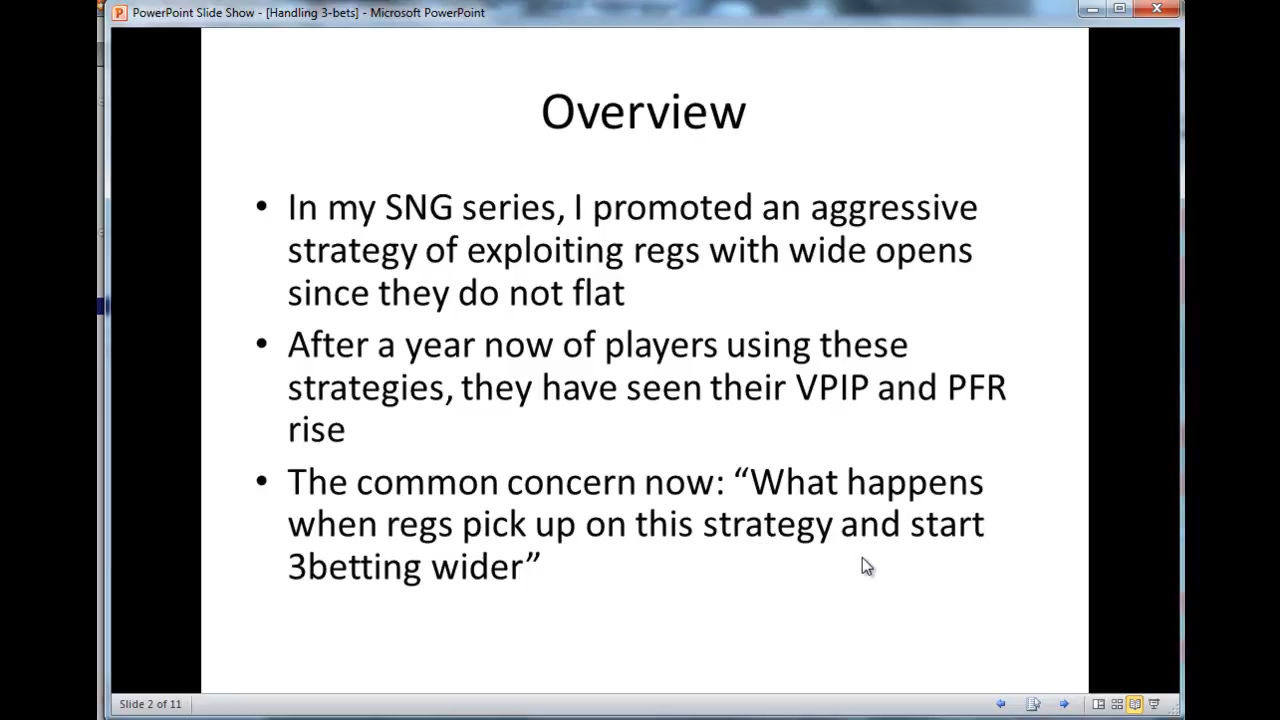 PowerPoint Slide Show - [Handling 3-bets] - Microsoft PowerPoint
Overview
• In my SNG series, I promoted an aggressive
strategy of exploiting regs with wide opens
since they do not flat
• After a year now of players using these
strategies, they have seen their VPIP and PFR
rise
• The common concern now: “What happens
when regs pick up on this strategy and start
3betting wider”
Slide 2 of 11